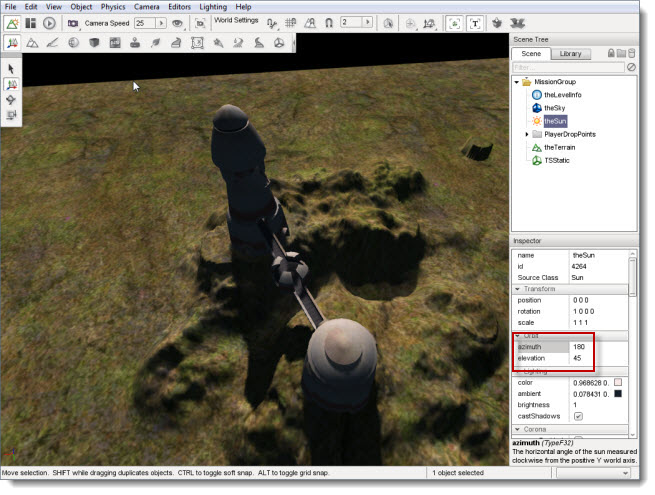 File Edit View Object Physics Camera Editors Lighting Help
Camera Speed 25 World Settings 2
Scene Tree
Scene Library
Filter...
MissionGroup
theLevelInfo
theSky
theSun
PlayerDropPoints
theTerrain
TSStatic
Inspector
name theSun
id 4264
Source Class Sun
Transform
position 0 0 0
rotation 1 0 0 0
scale 1 1 1
Orbit
azimuth 180
elevation 45
Lighting
color 0.968628 0.
ambient 0.078431 0.
brightness 1
castShadows
Corona
azimuth (TypeF32)
The horizontal angle of the sun measured
clockwise from the positive Y world axis.
Move selection. SHIFT while dragging duplicates objects. CTRL to toggle soft snap. ALT to toggle grid snap. 1 object selected